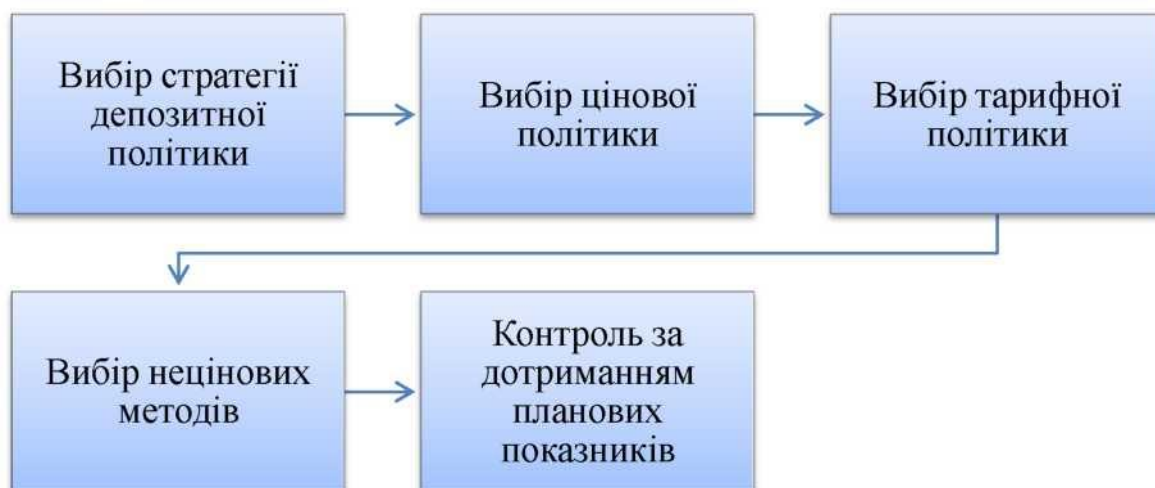 Вибір стратегії
депозитної
політики
Вибір цінової
політики
Вибір тарифної
політики
Вибір нецінових
методів
Контроль за
дотриманням
планових
показників